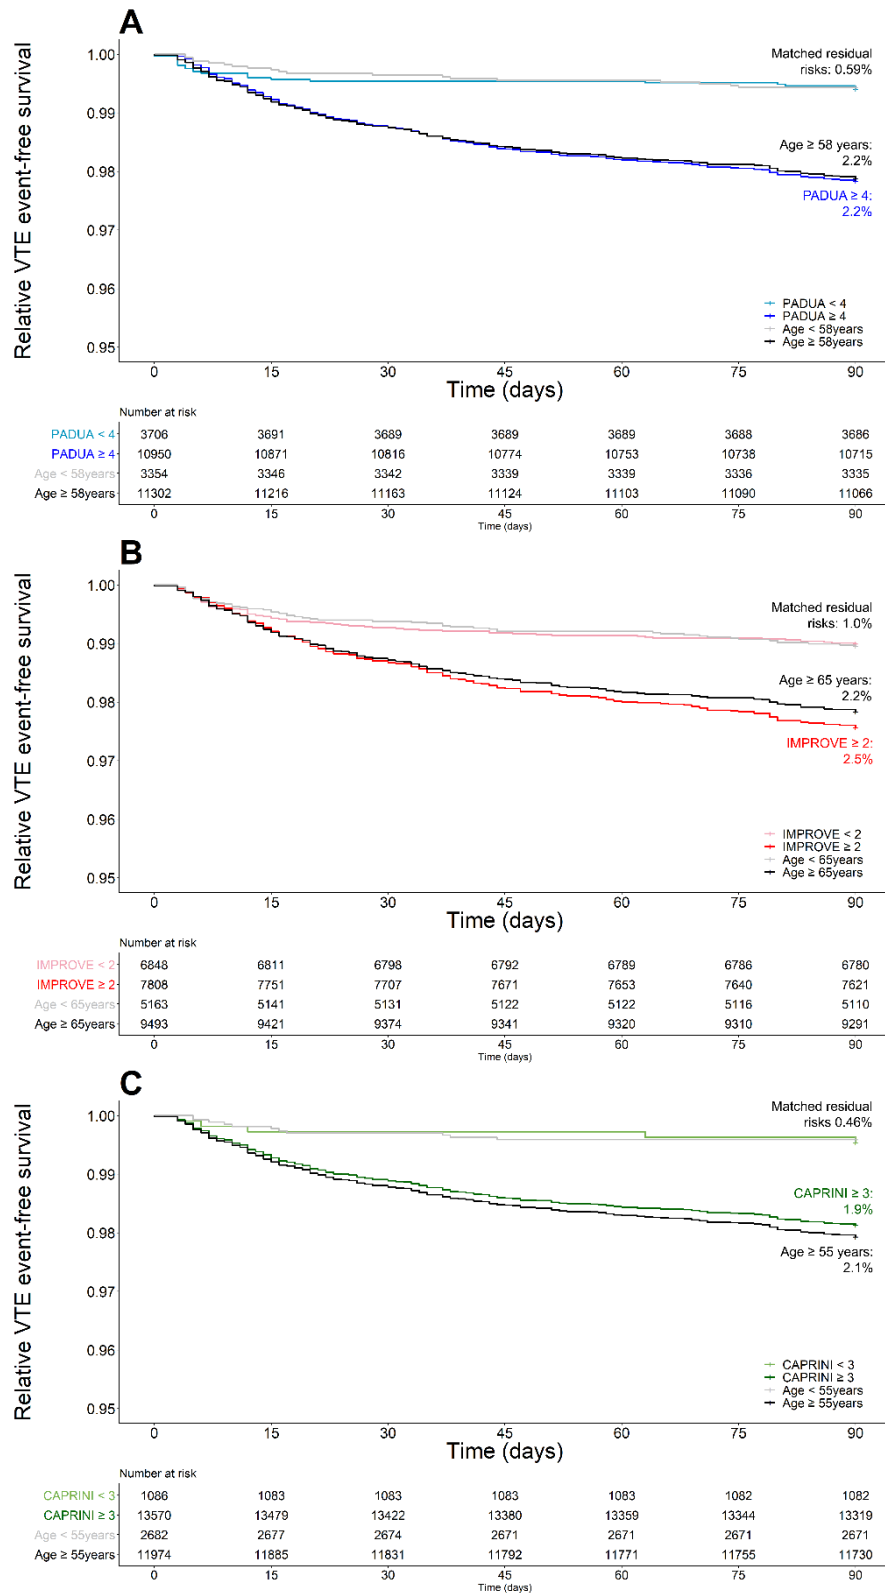 A
Relative VTE event-free survival
1.00
0.99
0.98
0.97
0.96
0.95
Matched residual
risks: 0.59%
Age ≥ 58 years:
2.2%
PADUA ≥ 4:
2.2%
PADUA < 4
PADUA ≥ 4
Age < 58years
Age ≥ 58years
0 15 30 45 60 75 90
Time (days)
Number at risk
PADUA < 4 3706 3691 3689 3689 3689 3688 3686
PADUA ≥ 4 10950 10871 10816 10774 10753 10738 10715
Age < 58years 3354 3346 3342 3339 3339 3336 3335
Age ≥ 58years 11302 11216 11163 11124 11103 11090 11066
0 15 30 45 60 75 90
Time (days)
B
Relative VTE event-free survival
1.00
0.99
0.98
0.97
0.96
0.95
Matched residual
risks: 1.0%
Age ≥ 65 years:
2.2%
IMPROVE ≥ 2:
2.5%
IMPROVE < 2
IMPROVE ≥ 2
Age < 65years
Age ≥ 65years
0 15 30 45 60 75 90
Time (days)
Number at risk
IMPROVE < 2 6848 6811 6798 6792 6789 6786 6780
IMPROVE ≥ 2 7808 7751 7707 7671 7653 7640 7621
Age < 65years 5163 5141 5131 5122 5122 5116 5110
Age ≥ 65years 9493 9421 9374 9341 9320 9310 9291
0 15 30 45 60 75 90
Time (days)
C
Relative VTE event-free survival
1.00
0.99
0.98
0.97
0.96
0.95
Matched residual
risks 0.46%
CAPRINI ≥ 3:
1.9%
Age ≥ 55 years:
2.1%
CAPRINI < 3
CAPRINI ≥ 3
Age < 55years
Age ≥ 55years
0 15 30 45 60 75 90
Time (days)
Number at risk
CAPRINI < 3 1086 1083 1083 1083 1083 1082 1082
CAPRINI ≥ 3 13570 13479 13422 13380 13359 13344 13319
Age < 55years 2682 2677 2674 2671 2671 2671 2671
Age ≥ 55years 11974 11885 11831 11792 11771 11755 11730
0 15 30 45 60 75 90
Time (days)